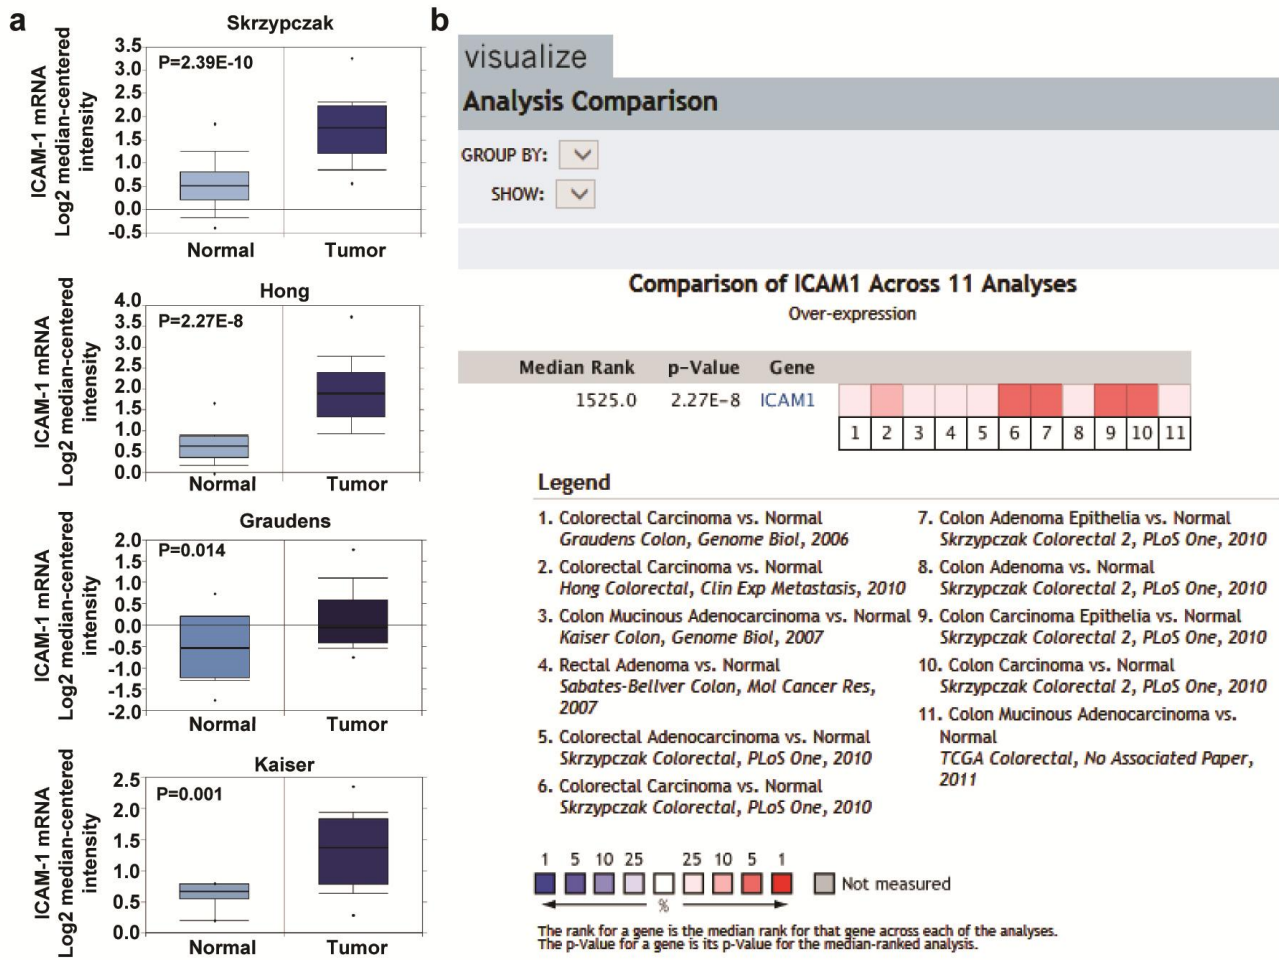 a
Skrzypczak
ICAM-1 mRNA
Log2 median-centered
intensity
3.5
3.0
2.5
2.0
1.5
1.0
0.5
0.0
-0.5
P=2.39E-10
Normal Tumor
Hong
ICAM-1 mRNA
Log2 median-centered
intensity
4.0
3.5
3.0
2.5
2.0
1.5
1.0
0.5
0.0
P=2.27E-8
Normal Tumor
Graudens
ICAM-1 mRNA
Log2 median-centered
intensity
2.0
1.5
1.0
0.5
0.0
-0.5
-1.0
-1.5
-2.0
P=0.014
Normal Tumor
Kaiser
ICAM-1 mRNA
Log2 median-centered
intensity
2.5
2.0
1.5
1.0
0.5
0.0
P=0.001
Normal Tumor
b
visualize
Analysis Comparison
GROUP BY:
SHOW:
Comparison of ICAM1 Across 11 Analyses
Over-expression
Median Rank p-Value Gene
1525.0 2.27E-8 ICAM1
1 2 3 4 5 6 7 8 9 10 11
Legend
1. Colorectal Carcinoma vs. Normal
Graudens Colon, Genome Biol, 2006
2. Colorectal Carcinoma vs. Normal
Hong Colorectal, Clin Exp Metastasis, 2010
3. Colon Mucinous Adenocarcinoma vs. Normal
Kaiser Colon, Genome Biol, 2007
4. Rectal Adenoma vs. Normal
Sabates-Bellver Colon, Mol Cancer Res,
2007
5. Colorectal Adenocarcinoma vs. Normal
Skrzypczak Colorectal, PLoS One, 2010
6. Colorectal Carcinoma vs. Normal
Skrzypczak Colorectal, PLoS One, 2010
7. Colon Adenoma Epithelia vs. Normal
Skrzypczak Colorectal 2, PLoS One, 2010
8. Colon Adenoma vs. Normal
Skrzypczak Colorectal 2, PLoS One, 2010
9. Colon Carcinoma Epithelia vs. Normal
Skrzypczak Colorectal 2, PLoS One, 2010
10. Colon Carcinoma vs. Normal
Skrzypczak Colorectal 2, PLoS One, 2010
11. Colon Mucinous Adenocarcinoma vs.
Normal
TCGA Colorectal, No Associated Paper,
2011
1 5 10 25 25 10 5 1
Not measured
%
The rank for a gene is the median rank for that gene across each of the analyses.
The p-Value for a gene is its p-Value for the median-ranked analysis.